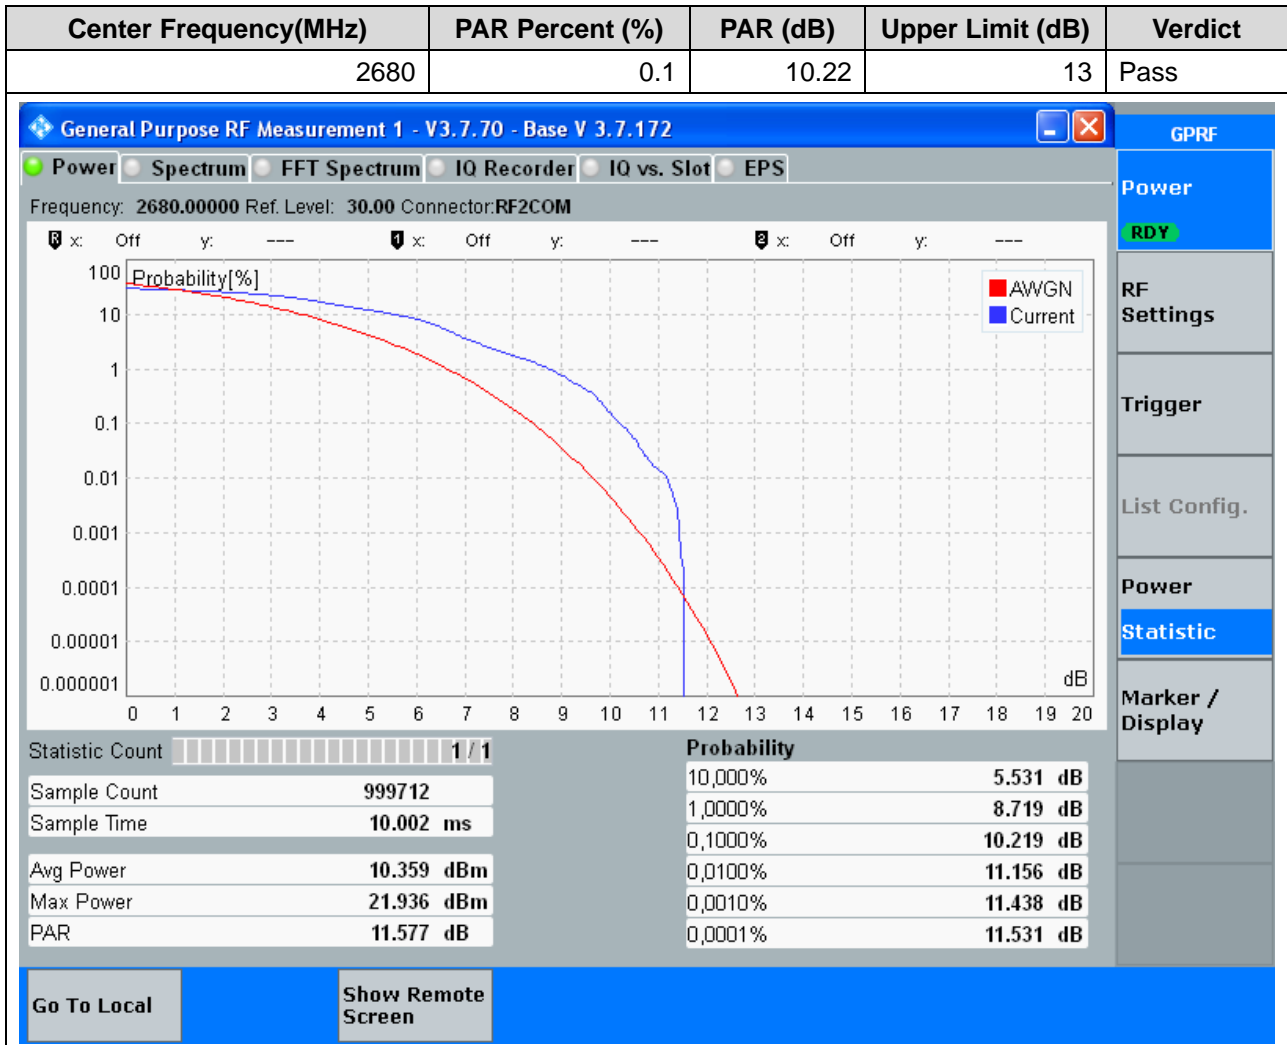 Center Frequency(MHz) PAR Percent (%) PAR (dB) Upper Limit (dB) Verdict
2680 0.1 10.22 13 Pass
General Purpose RF Measurement 1 - V3.7.70 - Base V 3.7.172
GPRF
Power Spectrum FFT Spectrum IQ Recorder IQ vs. Slot EPS
Frequency: 2680.00000 Ref. Level: 30.00 Connector:RF2COM
R x: Off y: --- 1 x: Off y: --- 2 x: Off y: ---
Probability[%]
100
10
1
0.1
0.01
0.001
0.0001
0.00001
0.000001
AWGN
Current
dB
0 1 2 3 4 5 6 7 8 9 10 11 12 13 14 15 16 17 18 19 20
Statistic Count 1 / 1
Sample Count 999712
Sample Time 10.002 ms
Avg Power 10.359 dBm
Max Power 21.936 dBm
PAR 11.577 dB
Probability
10,000% 5.531 dB
1,0000% 8.719 dB
0,1000% 10.219 dB
0,0100% 11.156 dB
0,0010% 11.438 dB
0,0001% 11.531 dB
Power
RDY
RF
Settings
Trigger
List Config.
Power
Statistic
Marker /
Display
Go To Local
Show Remote
Screen